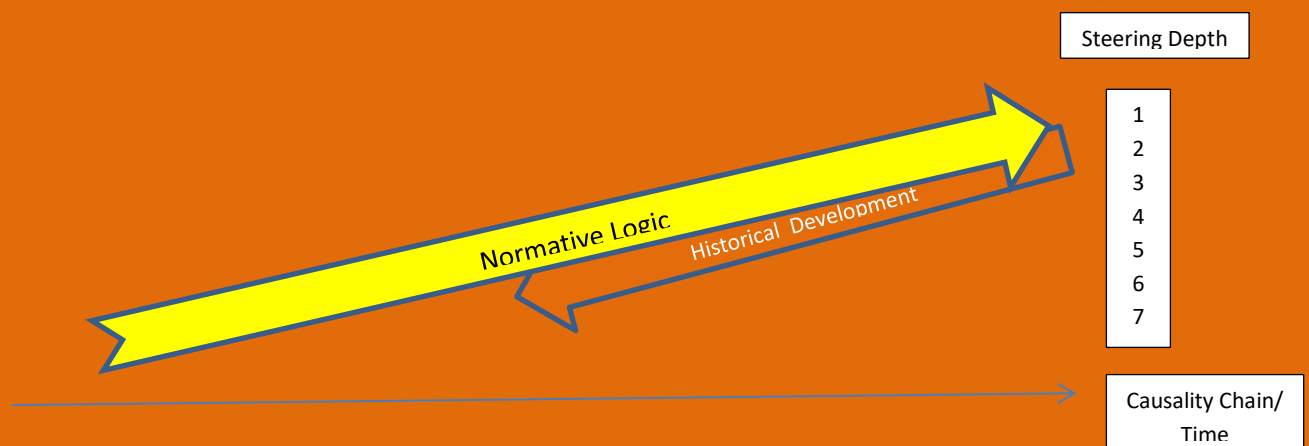 Steering Depth
1
2
3
4
5
6
7
Normative Logic
Historical Development
Causality Chain/
Time